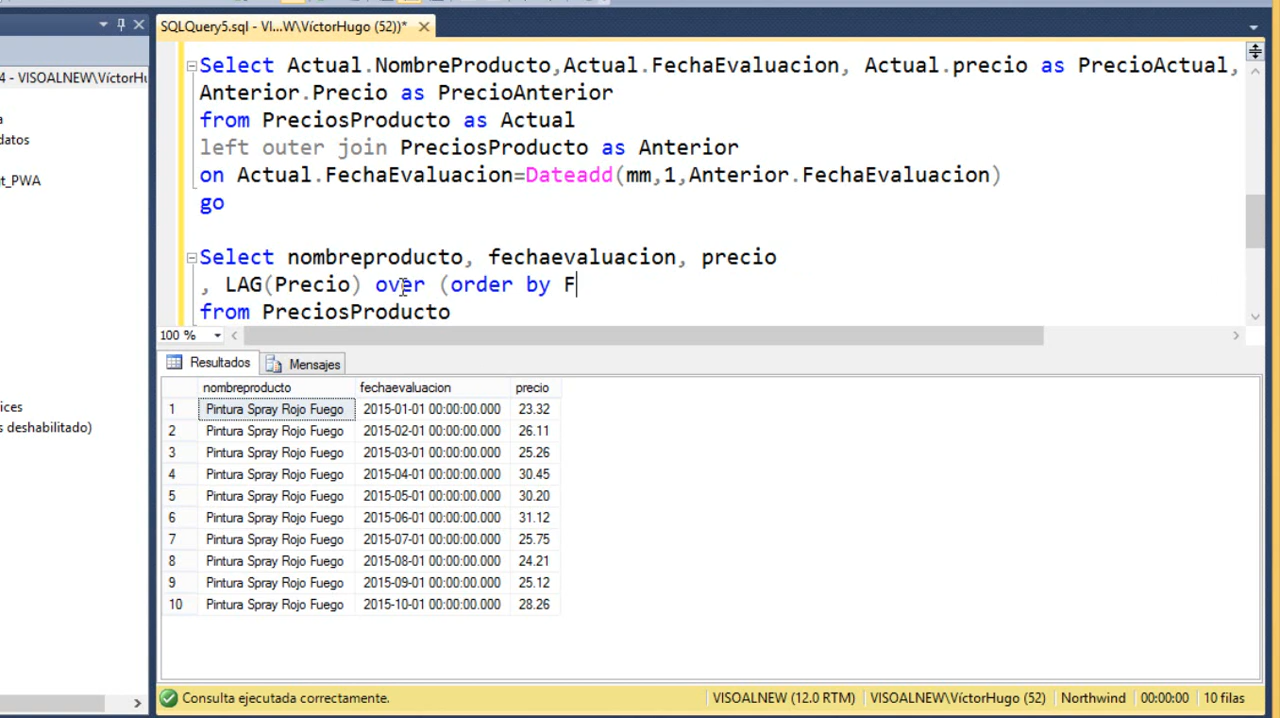 SQLQuery5.sql - VI...W\VíctorHugo (52))*
4 - VISOALNEW\VíctorHu
datos
t_PWA
ices
s deshabilitado)
Select Actual.NombreProducto,Actual.FechaEvaluacion, Actual.precio as PrecioActual,
Anterior.Precio as PrecioAnterior
from PreciosProducto as Actual
left outer join PreciosProducto as Anterior
on Actual.FechaEvaluacion=Dateadd(mm,1,Anterior.FechaEvaluacion)
go
Select nombreproducto, fechaevaluacion, precio
, LAG(Precio) over (order by F
from PreciosProducto
100 %
Resultados Mensajes
nombreproducto fechaevaluacion precio
1 Pintura Spray Rojo Fuego 2015-01-01 00:00:00.000 23.32
2 Pintura Spray Rojo Fuego 2015-02-01 00:00:00.000 26.11
3 Pintura Spray Rojo Fuego 2015-03-01 00:00:00.000 25.26
4 Pintura Spray Rojo Fuego 2015-04-01 00:00:00.000 30.45
5 Pintura Spray Rojo Fuego 2015-05-01 00:00:00.000 30.20
6 Pintura Spray Rojo Fuego 2015-06-01 00:00:00.000 31.12
7 Pintura Spray Rojo Fuego 2015-07-01 00:00:00.000 25.75
8 Pintura Spray Rojo Fuego 2015-08-01 00:00:00.000 24.21
9 Pintura Spray Rojo Fuego 2015-09-01 00:00:00.000 25.12
10 Pintura Spray Rojo Fuego 2015-10-01 00:00:00.000 28.26
Consulta ejecutada correctamente. VISOALNEW (12.0 RTM) VISOALNEW\VíctorHugo (52) Northwind 00:00:00 10 filas